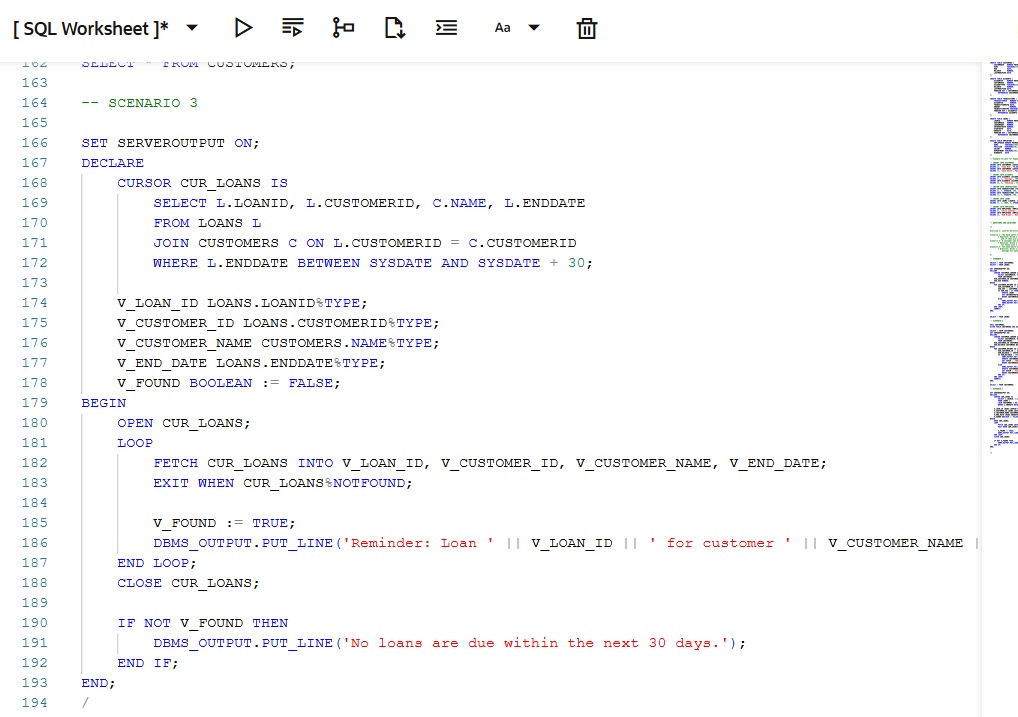 [ SQL Worksheet ]*
Aa
162 SELECT * FROM CUSTOMERS;
163
164 -- SCENARIO 3
165
166 SET SERVEROUTPUT ON;
167 DECLARE
168 CURSOR CUR_LOANS IS
169 SELECT L.LOANID, L.CUSTOMERID, C.NAME, L.ENDDATE
170 FROM LOANS L
171 JOIN CUSTOMERS C ON L.CUSTOMERID = C.CUSTOMERID
172 WHERE L.ENDDATE BETWEEN SYSDATE AND SYSDATE + 30;
173
174 V_LOAN_ID LOANS.LOANID%TYPE;
175 V_CUSTOMER_ID LOANS.CUSTOMERID%TYPE;
176 V_CUSTOMER_NAME CUSTOMERS.NAME%TYPE;
177 V_END_DATE LOANS.ENDDATE%TYPE;
178 V_FOUND BOOLEAN := FALSE;
179 BEGIN
180 OPEN CUR_LOANS;
181 LOOP
182 FETCH CUR_LOANS INTO V_LOAN_ID, V_CUSTOMER_ID, V_CUSTOMER_NAME, V_END_DATE;
183 EXIT WHEN CUR_LOANS%NOTFOUND;
184
185 V_FOUND := TRUE;
186 DBMS_OUTPUT.PUT_LINE('Reminder: Loan ' || V_LOAN_ID || ' for customer ' || V_CUSTOMER_NAME |
187 END LOOP;
188 CLOSE CUR_LOANS;
189
190 IF NOT V_FOUND THEN
191 DBMS_OUTPUT.PUT_LINE('No loans are due within the next 30 days.');
192 END IF;
193 END;
194 /